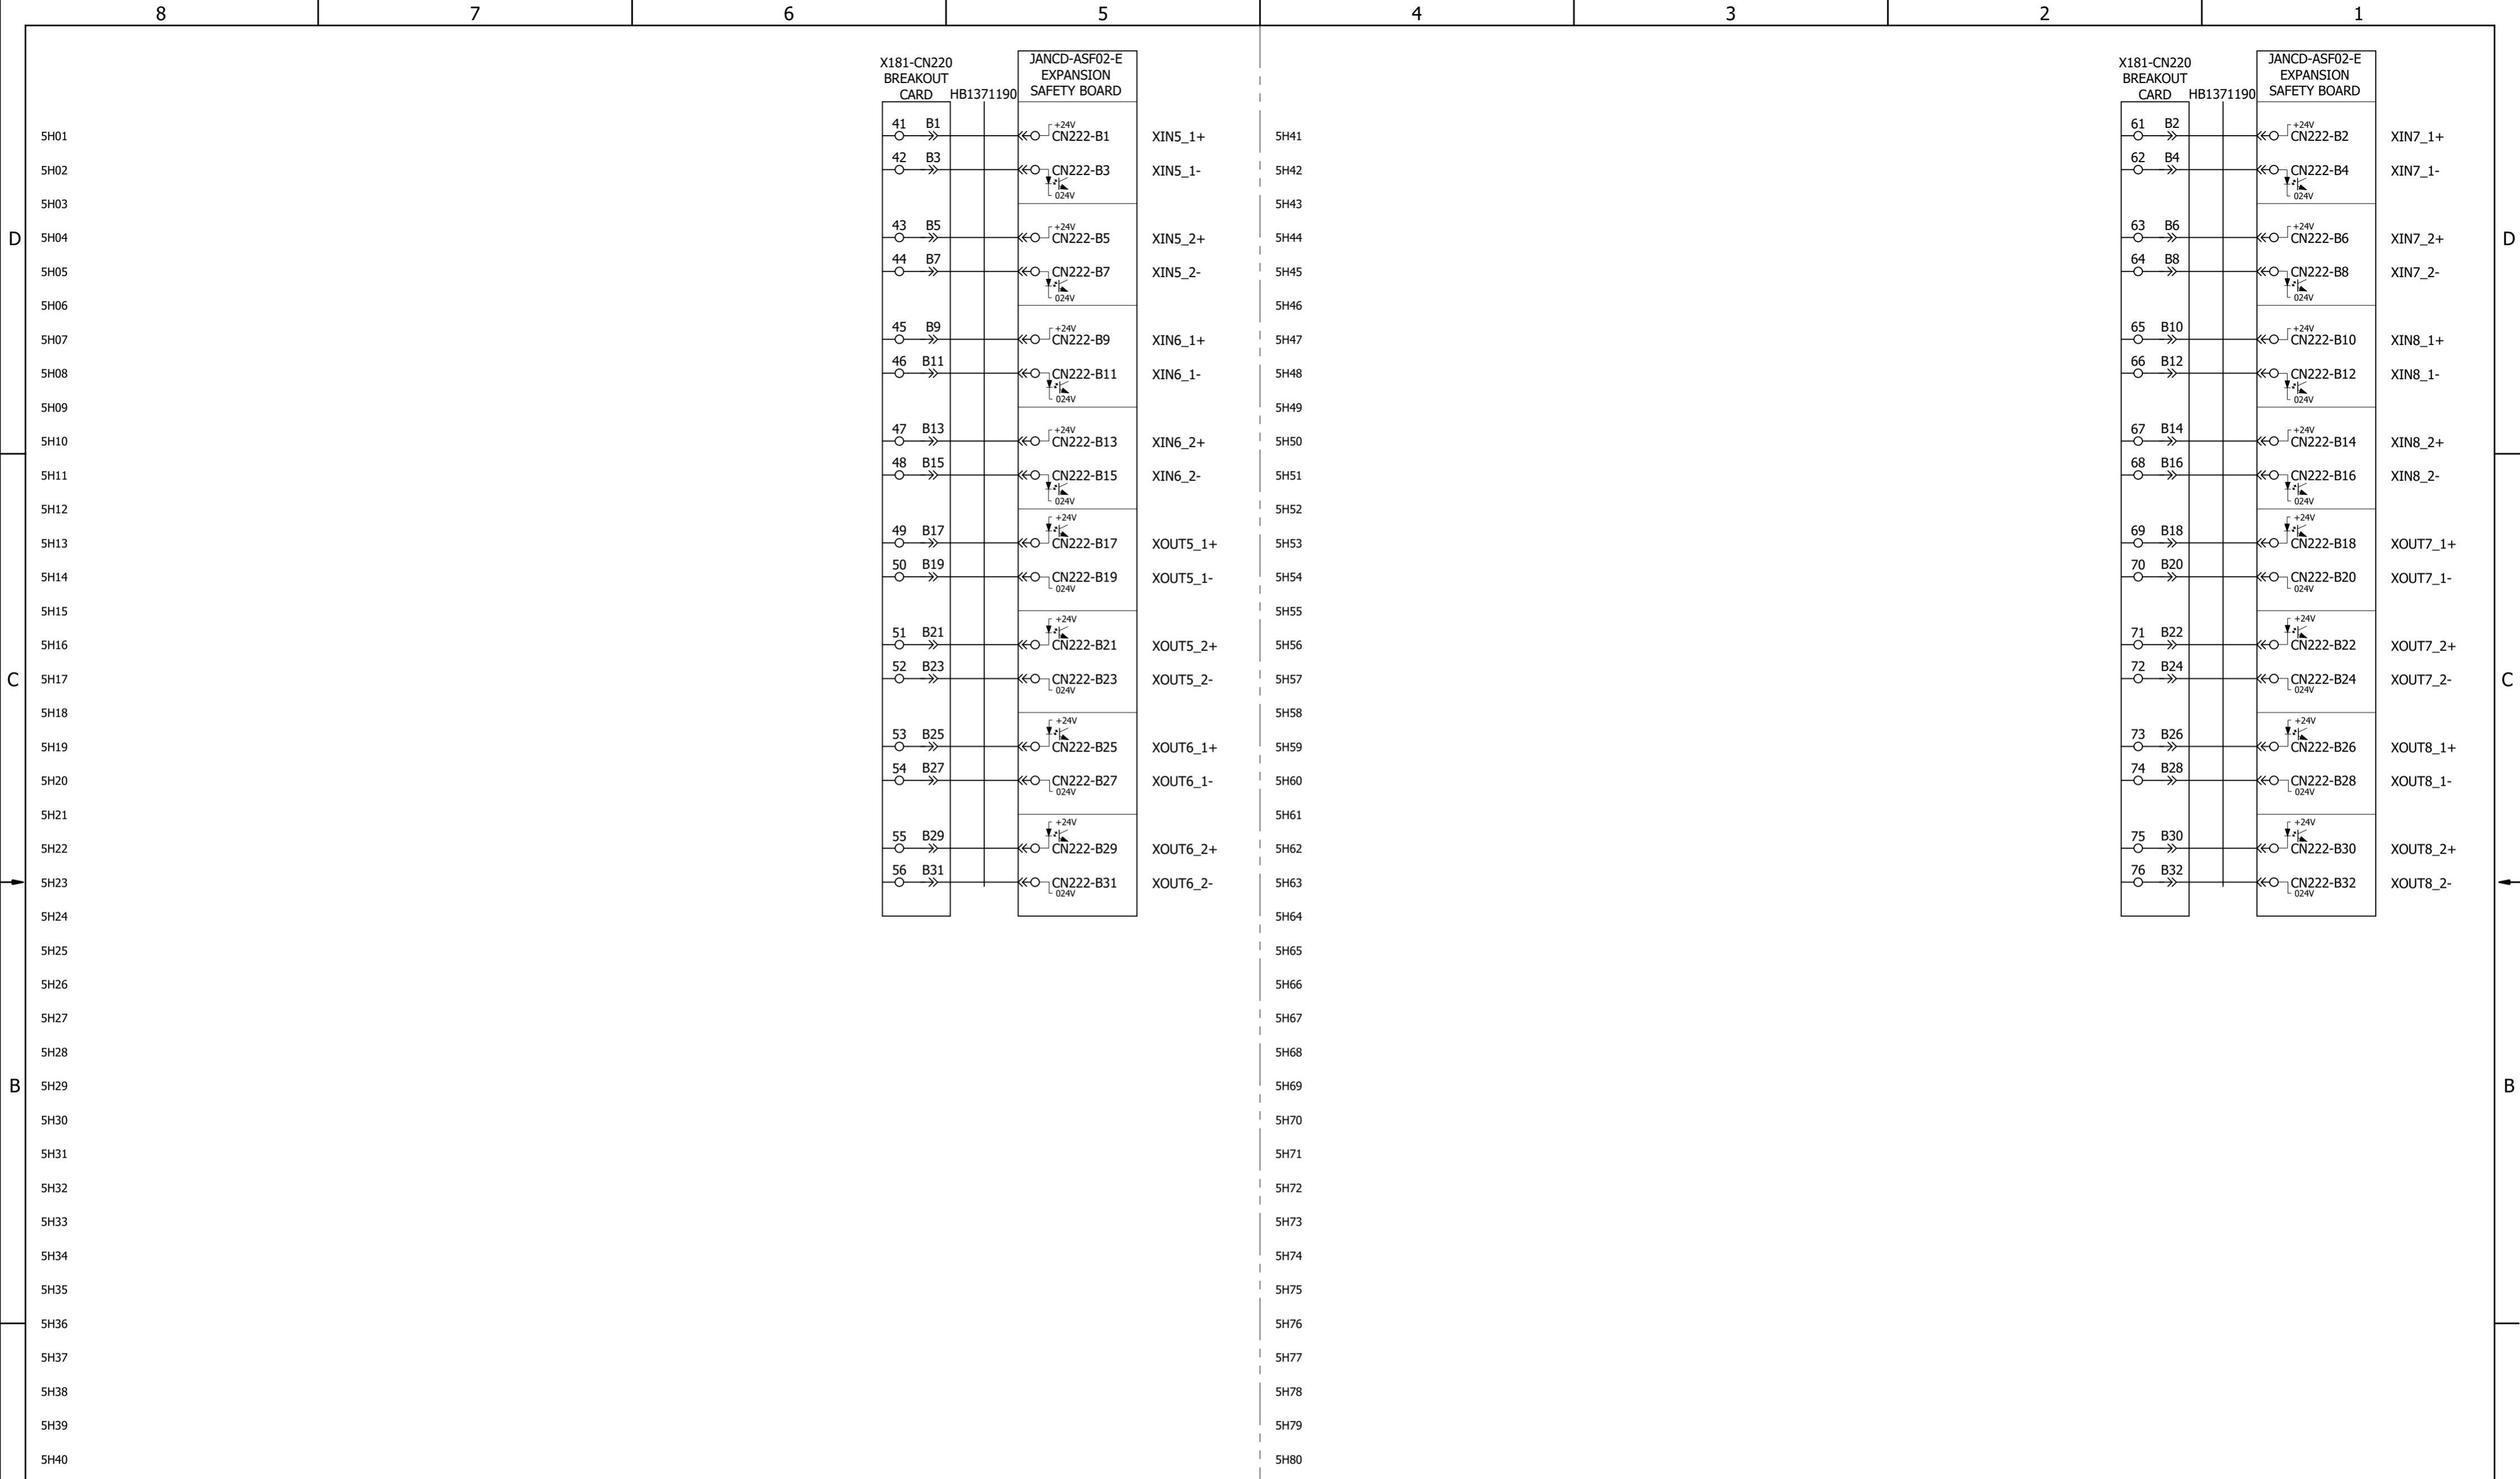 8 7 6 5 4 3 2 1
X181-CN220
BREAKOUT
CARD
HB1371190
JANCD-ASF02-E
EXPANSION
SAFETY BOARD
5H01 41 B1 +24V CN222-B1 XIN5_1+
5H02 42 B3 CN222-B3 024V XIN5_1-
5H03
D 5H04 43 B5 +24V CN222-B5 XIN5_2+
5H05 44 B7 CN222-B7 024V XIN5_2-
5H06
5H07 45 B9 +24V CN222-B9 XIN6_1+
5H08 46 B11 CN222-B11 024V XIN6_1-
5H09
5H10 47 B13 +24V CN222-B13 XIN6_2+
5H11 48 B15 CN222-B15 024V XIN6_2-
5H12
5H13 49 B17 +24V CN222-B17 XOUT5_1+
5H14 50 B19 CN222-B19 024V XOUT5_1-
5H15
5H16 51 B21 +24V CN222-B21 XOUT5_2+
C 5H17 52 B23 CN222-B23 024V XOUT5_2-
5H18
5H19 53 B25 +24V CN222-B25 XOUT6_1+
5H20 54 B27 CN222-B27 024V XOUT6_1-
5H21
5H22 55 B29 +24V CN222-B29 XOUT6_2+
5H23 56 B31 CN222-B31 024V XOUT6_2-
5H24
5H25
5H26
5H27
5H28
B 5H29
5H30
5H31
5H32
5H33
5H34
5H35
5H36
5H37
5H38
5H39
5H40
X181-CN220
BREAKOUT
CARD
HB1371190
JANCD-ASF02-E
EXPANSION
SAFETY BOARD
5H41 61 B2 +24V CN222-B2 XIN7_1+
5H42 62 B4 CN222-B4 024V XIN7_1-
5H43
5H44 63 B6 +24V CN222-B6 XIN7_2+ D
5H45 64 B8 CN222-B8 024V XIN7_2-
5H46
5H47 65 B10 +24V CN222-B10 XIN8_1+
5H48 66 B12 CN222-B12 024V XIN8_1-
5H49
5H50 67 B14 +24V CN222-B14 XIN8_2+
5H51 68 B16 CN222-B16 024V XIN8_2-
5H52
5H53 69 B18 +24V CN222-B18 XOUT7_1+
5H54 70 B20 CN222-B20 024V XOUT7_1-
5H55
5H56 71 B22 +24V CN222-B22 XOUT7_2+
5H57 72 B24 CN222-B24 024V XOUT7_2- C
5H58
5H59 73 B26 +24V CN222-B26 XOUT8_1+
5H60 74 B28 CN222-B28 024V XOUT8_1-
5H61
5H62 75 B30 +24V CN222-B30 XOUT8_2+
5H63 76 B32 CN222-B32 024V XOUT8_2-
5H64
5H65
5H66
5H67
5H68
5H69 B
5H70
5H71
5H72
5H73
5H74
5H75
5H76
5H77
5H78
5H79
5H80